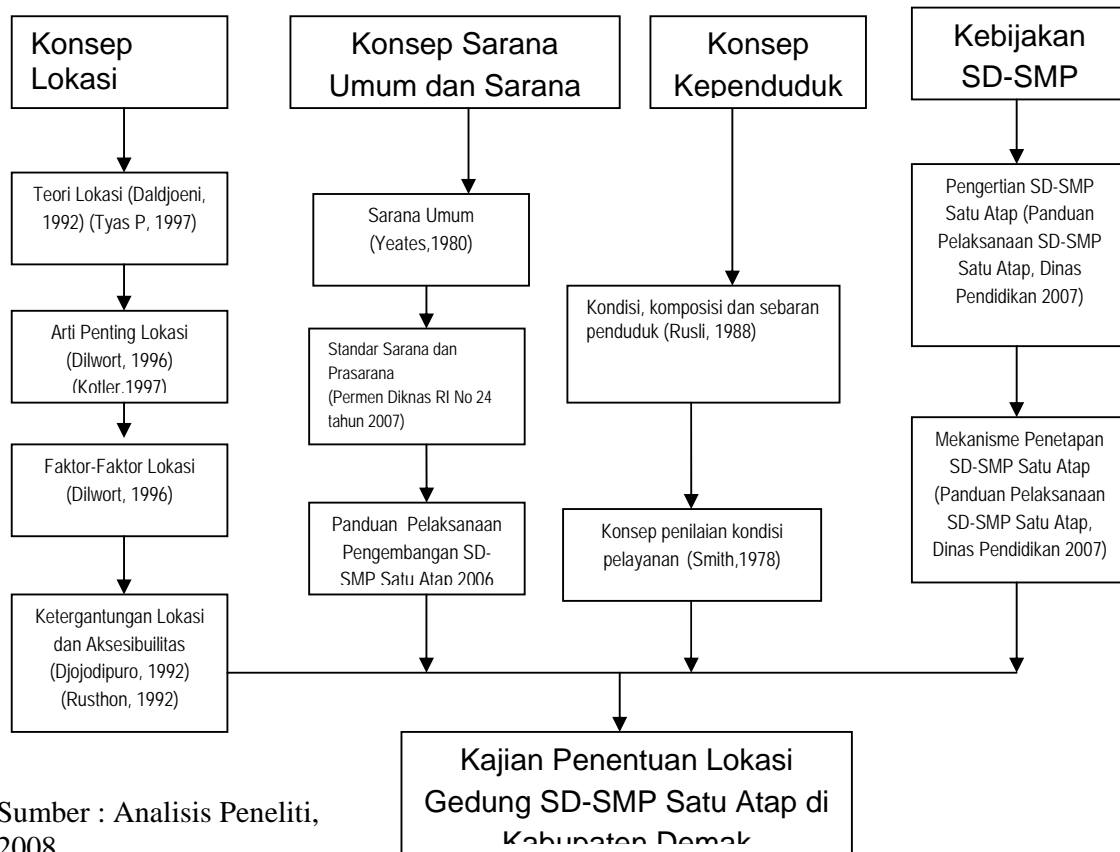 Konsep
Lokasi
Teori Lokasi (Daldjoeni,
1992) (Tyas P, 1997)
Arti Penting Lokasi
(Dilwort, 1996)
(Kotler,1997)
Faktor-Faktor Lokasi
(Dilwort, 1996)
Ketergantungan Lokasi
dan Aksesibuilitas
(Djojodipuro, 1992)
(Rusthon, 1992)
Konsep Sarana
Umum dan Sarana
Sarana Umum
(Yeates,1980)
Standar Sarana dan
Prasarana
(Permen Diknas RI No 24
tahun 2007)
Panduan Pelaksanaan
Pengembangan SD-
SMP Satu Atap 2006
Konsep
Kependuduk
Kondisi, komposisi dan sebaran
penduduk (Rusli, 1988)
Konsep penilaian kondisi
pelayanan (Smith,1978)
Kebijakan
SD-SMP
Pengertian SD-SMP
Satu Atap (Panduan
Pelaksanaan SD-SMP
Satu Atap, Dinas
Pendidikan 2007)
Mekanisme Penetapan
SD-SMP Satu Atap
(Panduan Pelaksanaan
SD-SMP Satu Atap,
Dinas Pendidikan 2007)
Kajian Penentuan Lokasi
Gedung SD-SMP Satu Atap di
Kabupaten Demak
Sumber : Analisis Peneliti,
2008